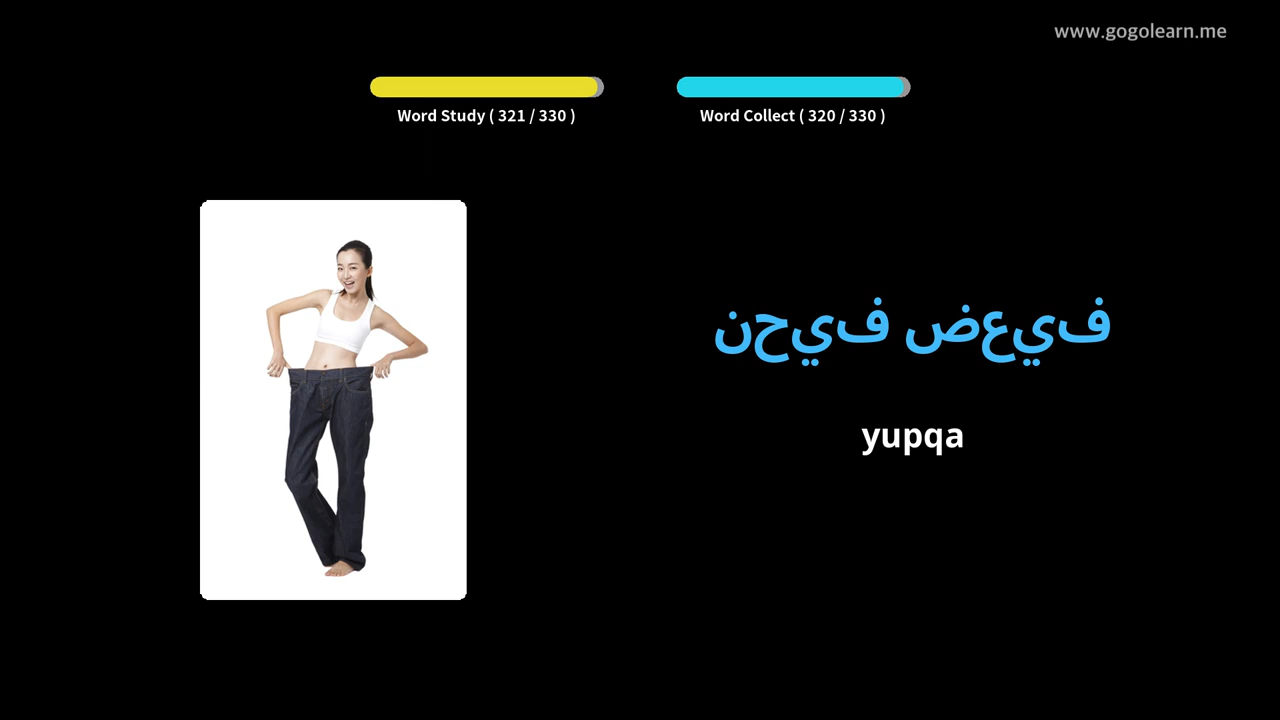 www.gogolearn.me
Word Study ( 321 / 330 )
Word Collect ( 320 / 330 )
نحيف ضعيف
yupqa